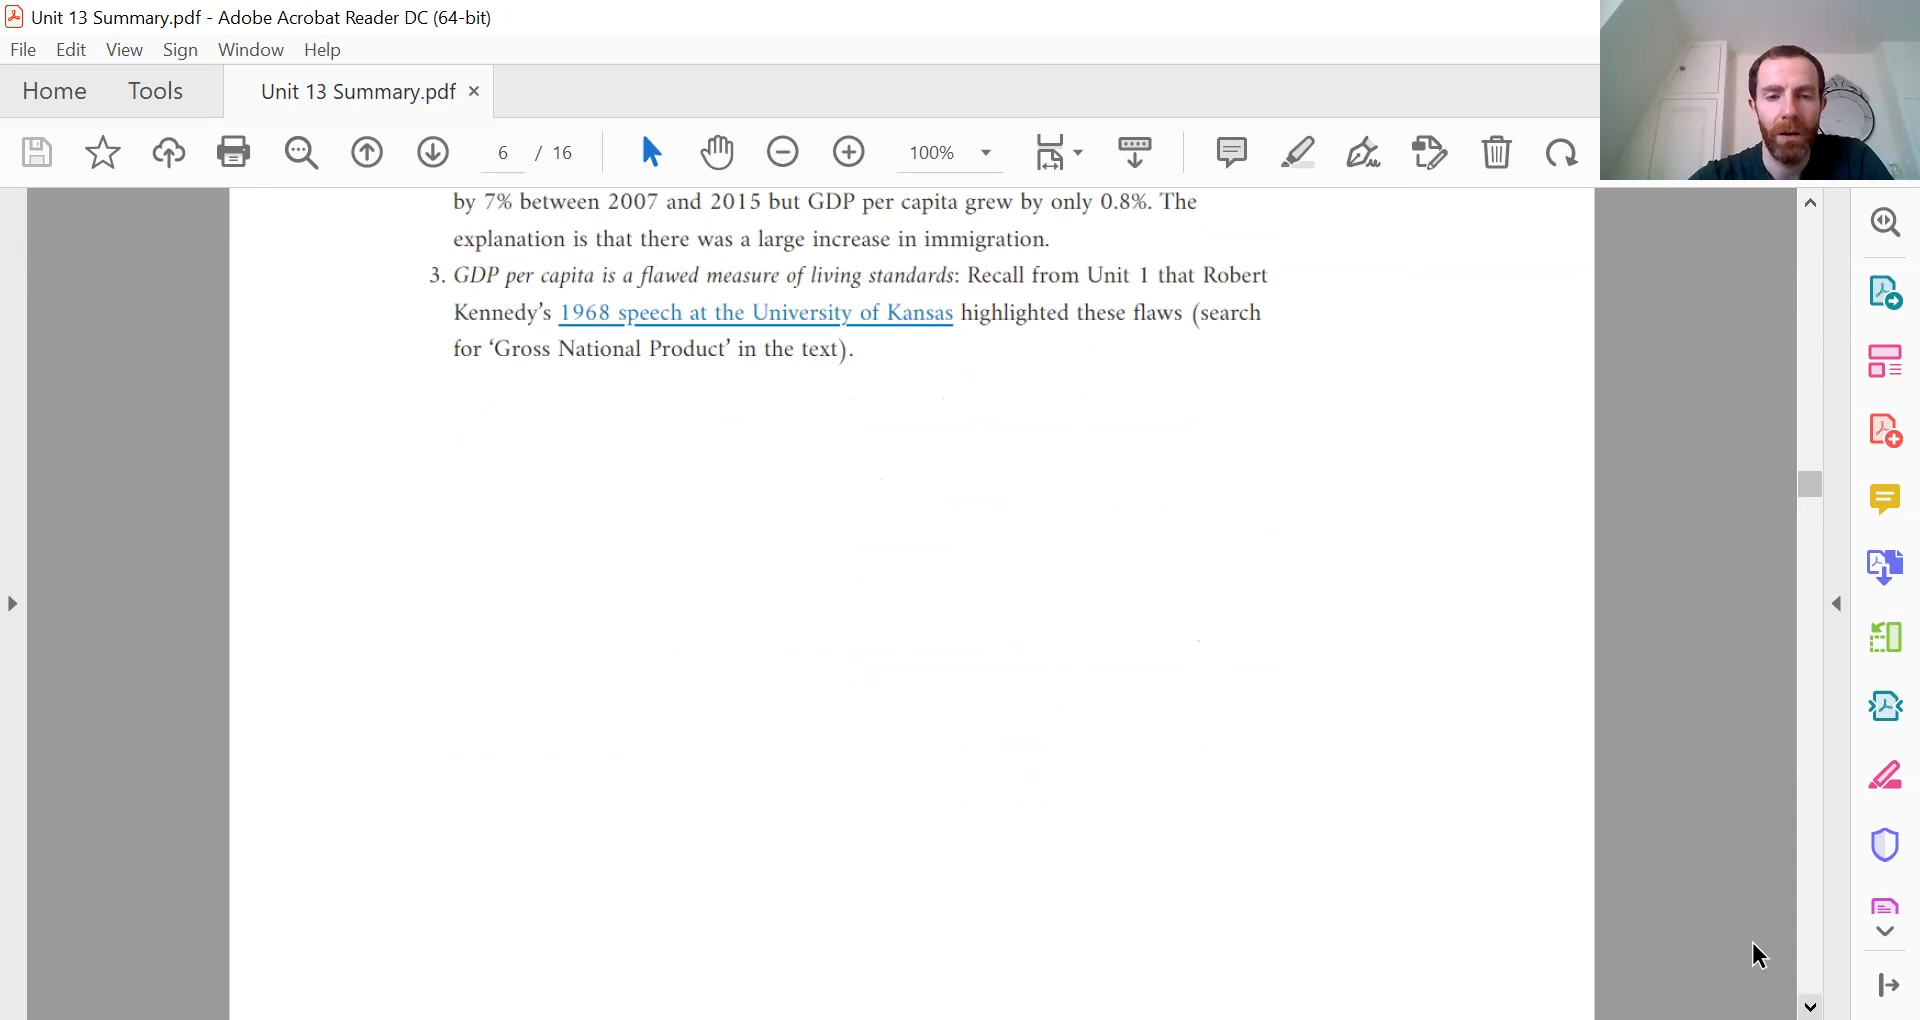 Unit 13 Summary.pdf - Adobe Acrobat Reader DC (64-bit)
File Edit View Sign Window Help
Home Tools Unit 13 Summary.pdf ×
6 / 16 100%
by 7% between 2007 and 2015 but GDP per capita grew by only 0.8%. The
explanation is that there was a large increase in immigration.
3. GDP per capita is a flawed measure of living standards: Recall from Unit 1 that Robert
Kennedy’s 1968 speech at the University of Kansas highlighted these flaws (search
for ‘Gross National Product’ in the text).